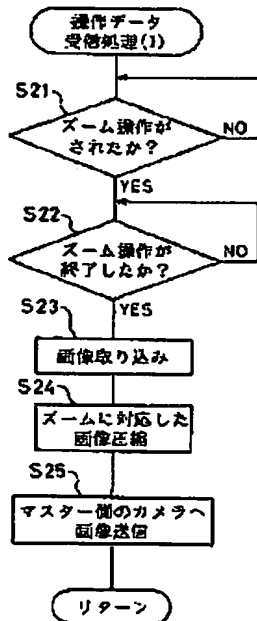 操作データ
受信処理(1)
S21
ズーム操作が
されたか?
NO
YES
S22
ズーム操作が
終了したか?
NO
YES
S23
画像取り込み
S24
ズームに対応した
画像圧縮
S25
マスター側のカメラへ
画像送信
リターン